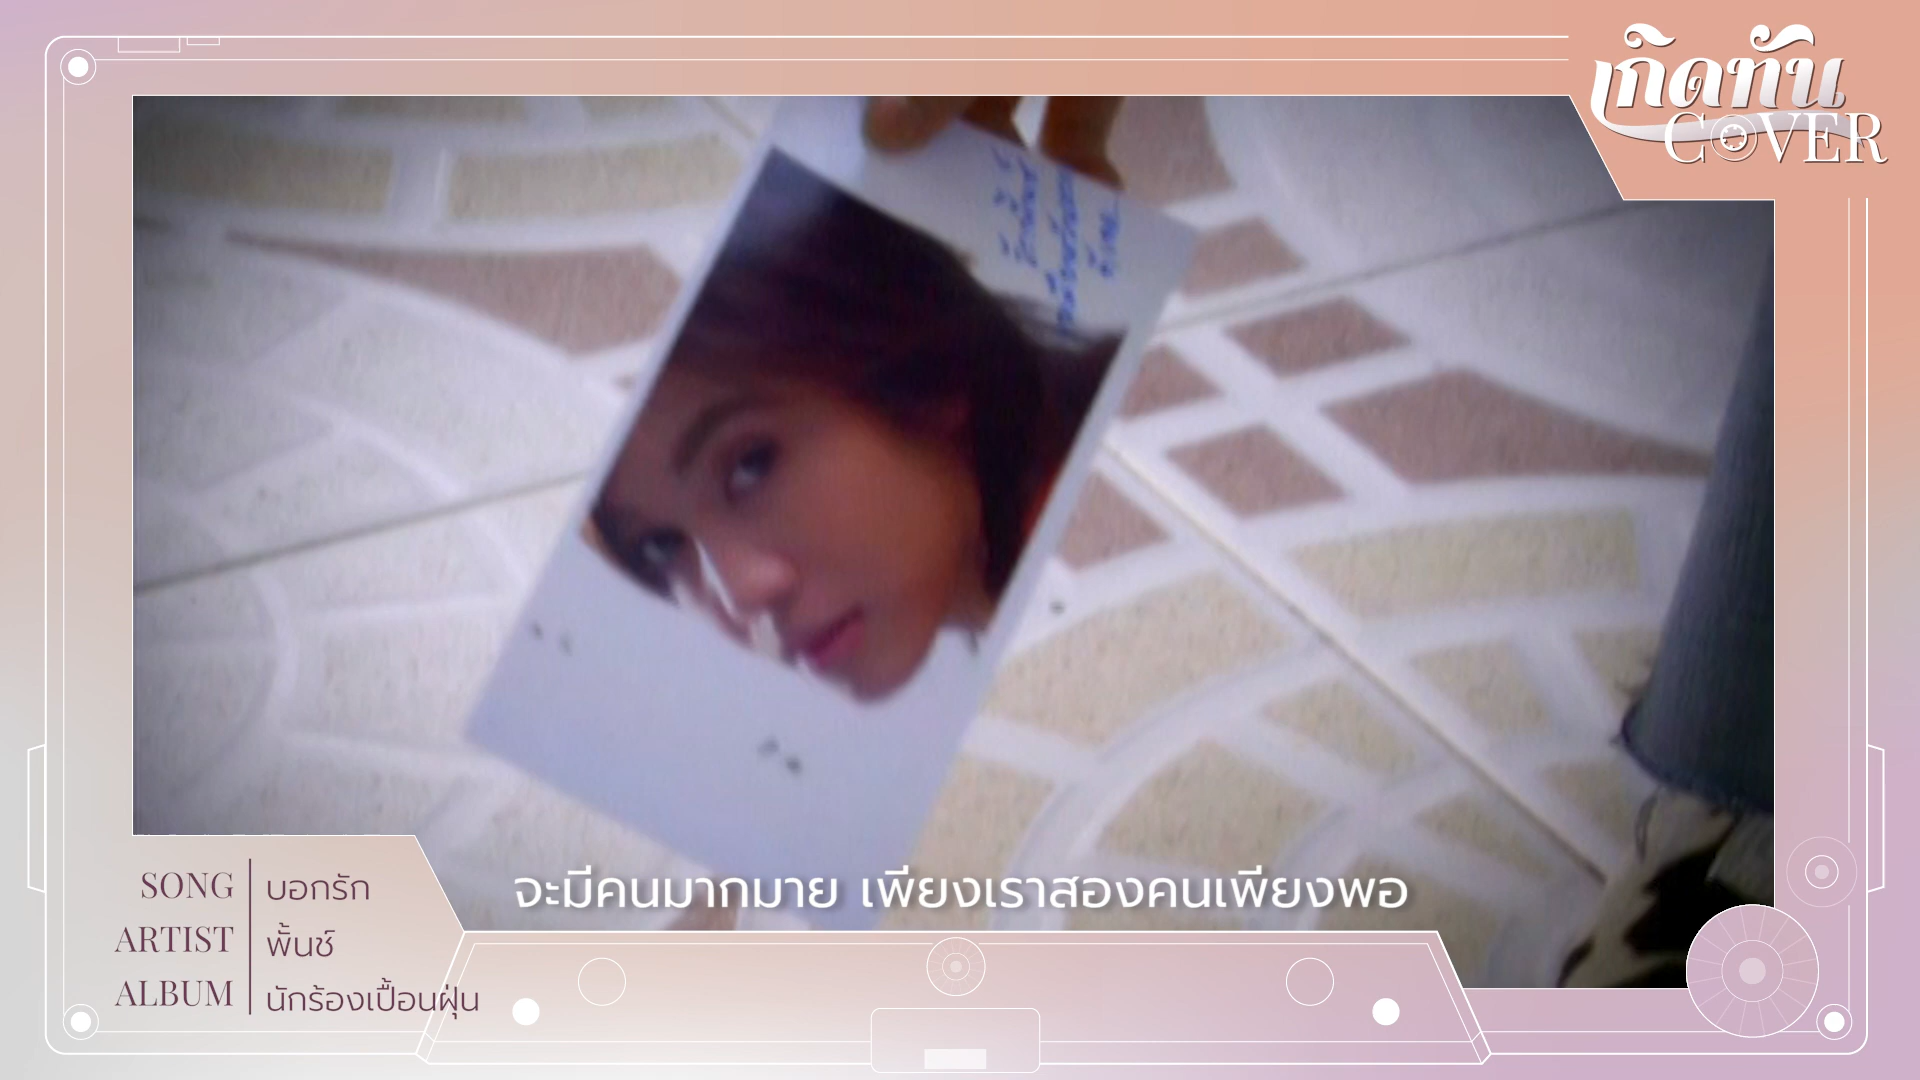 เกิดทัน
COVER
จะมีคนมากมาย เพียงเราสองคนเพียงพอ
SONG บอกรัก
ARTIST พั้นช์
ALBUM นักร้องเปื้อนฝุ่น